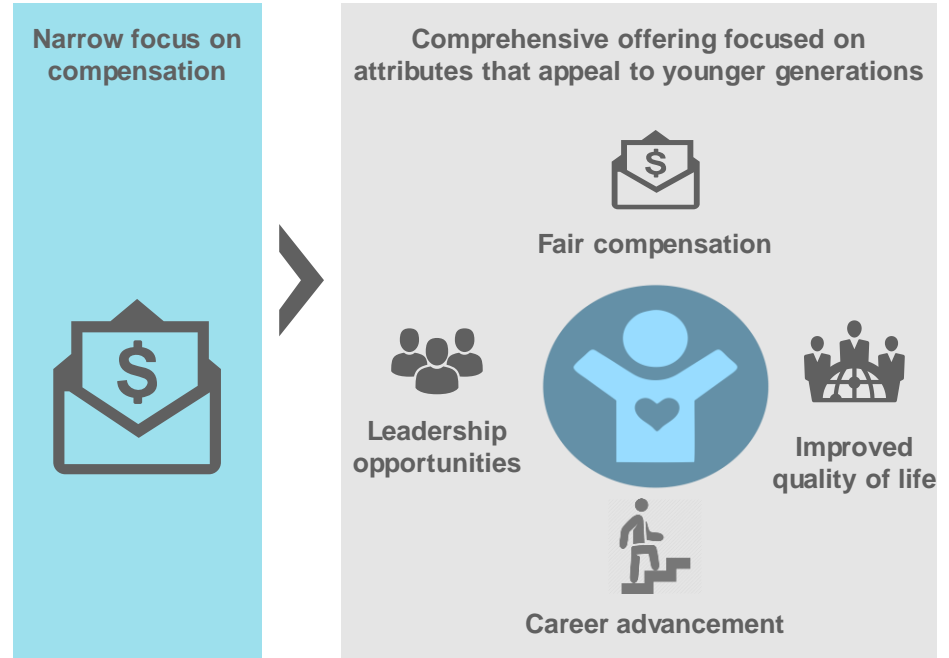 Narrow focus on
compensation
Comprehensive offering focused on
attributes that appeal to younger generations
$
$
Fair compensation
Leadership
opportunities
Improved
quality of life
Career advancement